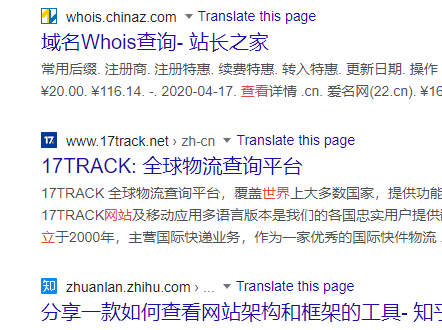 whois.chinaz.com Translate this page
域名Whois查询- 站长之家
常用后缀. 注册商. 注册特惠. 续费特惠. 转入特惠. 更新日期. 操作
¥20.00. ¥116.14. -. 2020-04-17. 查看详情 .cn. 爱名网(22.cn). ¥16
www.17track.net › zh-cn Translate this page
17TRACK: 全球物流查询平台
17TRACK 全球物流查询平台，覆盖世界上大多数国家，提供功能
17TRACK网站及移动应用多语言版本是我们的各国忠实用户提供
立于2000年，主营国际快递业务，作为一家优秀的国际快件物流 .
zhuanlan.zhihu.com › ... Translate this page
分享一款如何查看网站架构和框架的工具- 知乎